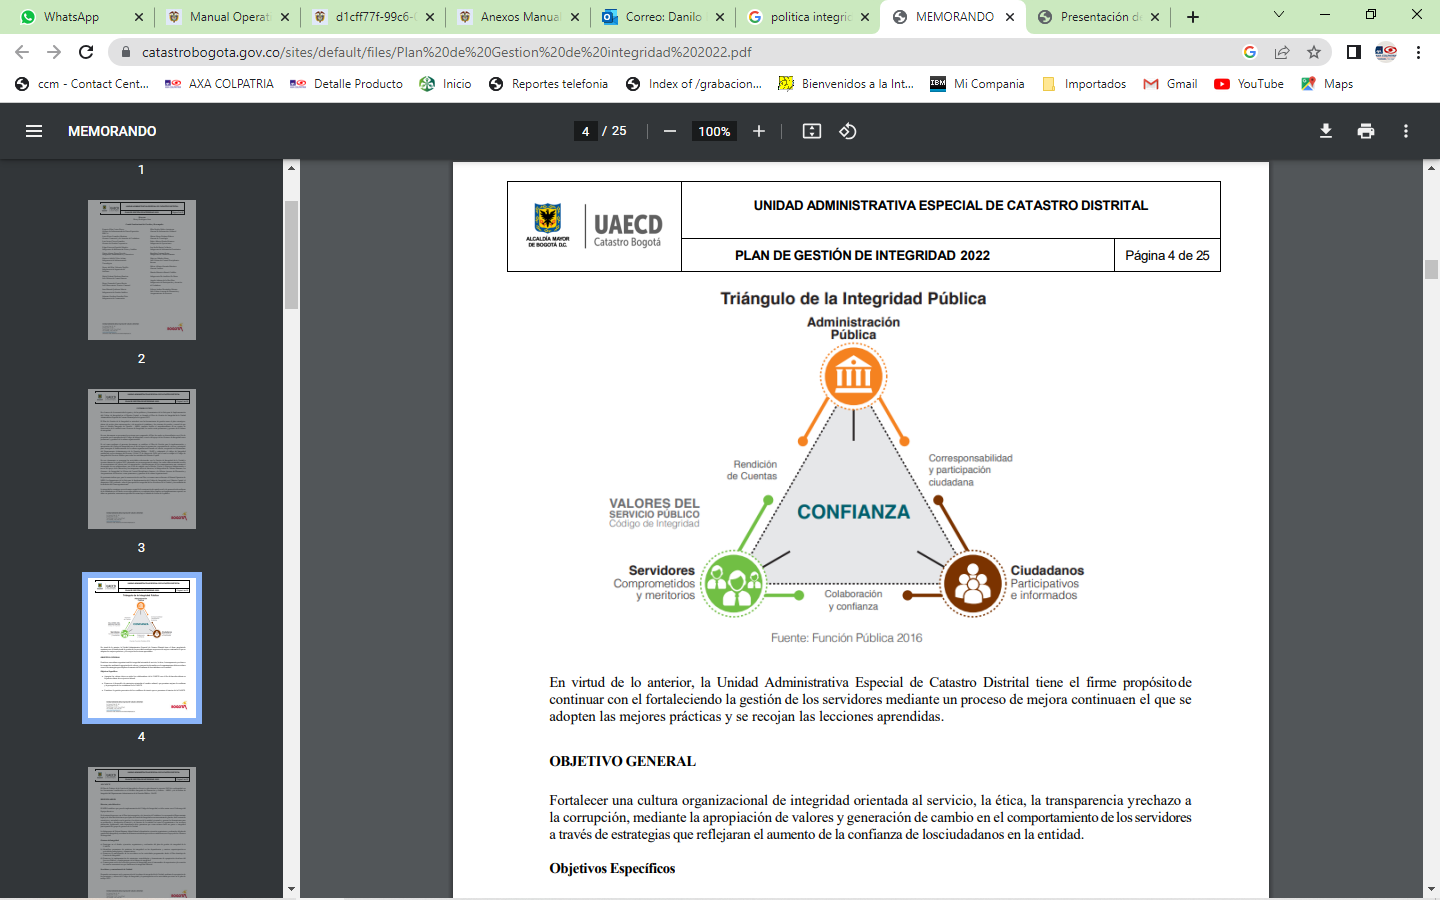 WhatsApp
Manual Operati
d1cff77f-99c6-
Anexos Manual
Correo: Danilo
politica integrid
MEMORANDO
Presentación de
catastrobogota.gov.co/sites/default/files/Plan%20de%20Gestion%20de%20integridad%202022.pdf
ccm - Contact Cent...
AXA COLPATRIA
Detalle Producto
Inicio
Reportes telefonia
Index of /grabacion...
Bienvenidos a la Int...
IBM
Mi Compania
Importados
Gmail
YouTube
Maps
MEMORANDO
4 / 25
100%
1
2
3
4
ALCALDÍA MAYOR
DE BOGOTÁ D.C.
UAECD
Catastro Bogotá
UNIDAD ADMINISTRATIVA ESPECIAL DE CATASTRO DISTRITAL
PLAN DE GESTIÓN DE INTEGRIDAD 2022
Página 4 de 25
Triángulo de la Integridad Pública
Administración
Pública
Rendición
de Cuentas
Corresponsabilidad
y participación
ciudadana
VALORES DEL
SERVICIO PÚBLICO
Código de Integridad
CONFIANZA
Servidores
Comprometidos
y meritorios
Colaboración
y confianza
Ciudadanos
Participativos
e informados
Fuente: Función Pública 2016
En virtud de lo anterior, la Unidad Administrativa Especial de Catastro Distrital tiene el firme propósitode
continuar con el fortaleciendo la gestión de los servidores mediante un proceso de mejora continuaen el que se
adopten las mejores prácticas y se recojan las lecciones aprendidas.
OBJETIVO GENERAL
Fortalecer una cultura organizacional de integridad orientada al servicio, la ética, la transparencia yrechazo a
la corrupción, mediante la apropiación de valores y generación de cambio en el comportamiento de los servidores
a través de estrategias que reflejaran el aumento de la confianza de losciudadanos en la entidad.
Objetivos Específicos